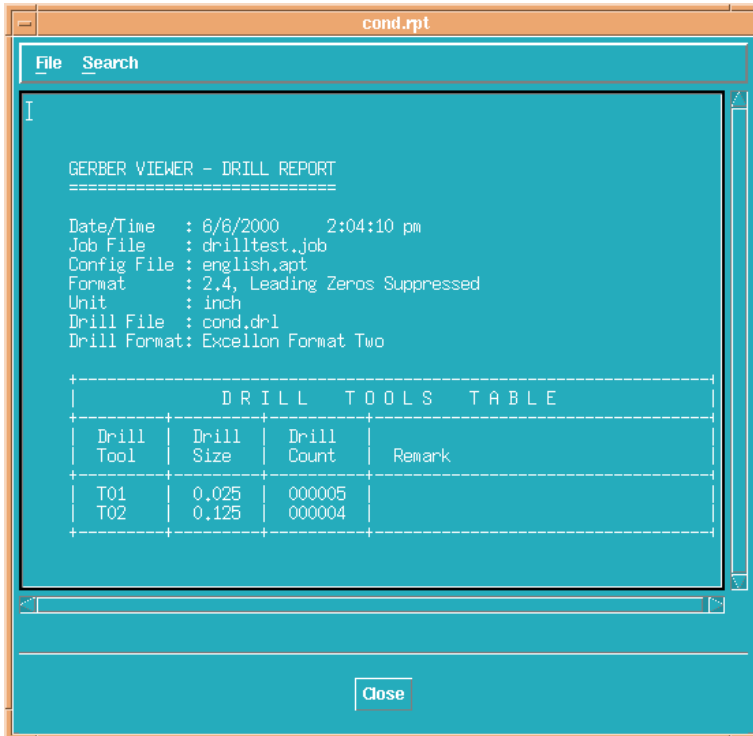 cond.rpt
File Search
GERBER VIEWER - DRILL REPORT
============================
Date/Time : 6/6/2000 2:04:10 pm
Job File : drilltest.job
Config File : english.apt
Format : 2.4, Leading Zeros Suppressed
Unit : inch
Drill File : cond.drl
Drill Format: Excellon Format Two
D R I L L T O O L S T A B L E
Drill Drill Drill
Tool Size Count Remark
T01 0.025 000005
T02 0.125 000004
Close